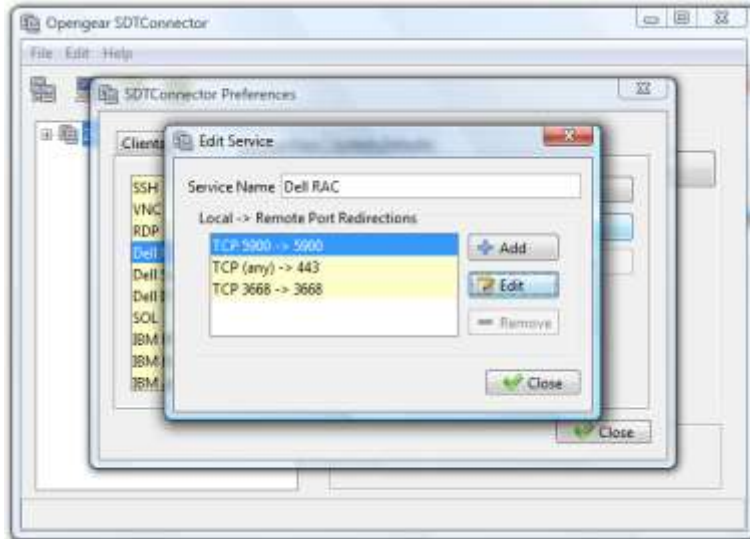 Opengear SDTConnector
File Edit Help
SDTConnector Preferences
Clients
Edit Service
Service Name Dell RAC
Local -> Remote Port Redirections
TCP 5900 -> 5900
TCP (any) -> 443
TCP 3668 -> 3668
Add
Edit
Remove
Close
SSH
VNC
RDP
Dell
Dell
Dell
SOL
IBM
IBM
IBM
Close